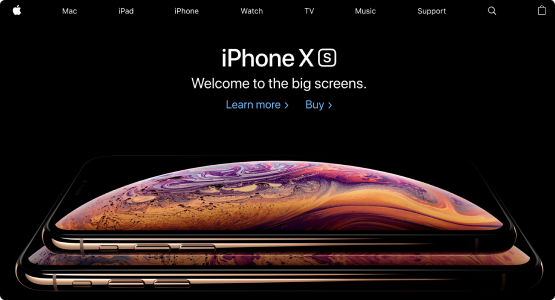 Mac iPad iPhone Watch TV Music Support
iPhone XS
Welcome to the big screens.
Learn more > Buy >